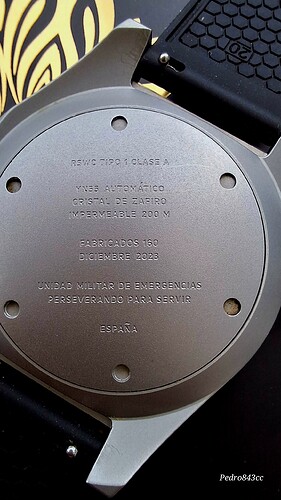 20
RSWC TIPO 1 CLASE A
YN55 AUTOMÁTICO
CRISTAL DE ZAFIRO
IMPERMEABLE 200 M
FABRICADOS 160
DICIEMBRE 2023
UNIDAD MILITAR DE EMERGENCIAS
PERSEVERANDO PARA SERVIR
ESPAÑA
Pedro843cc